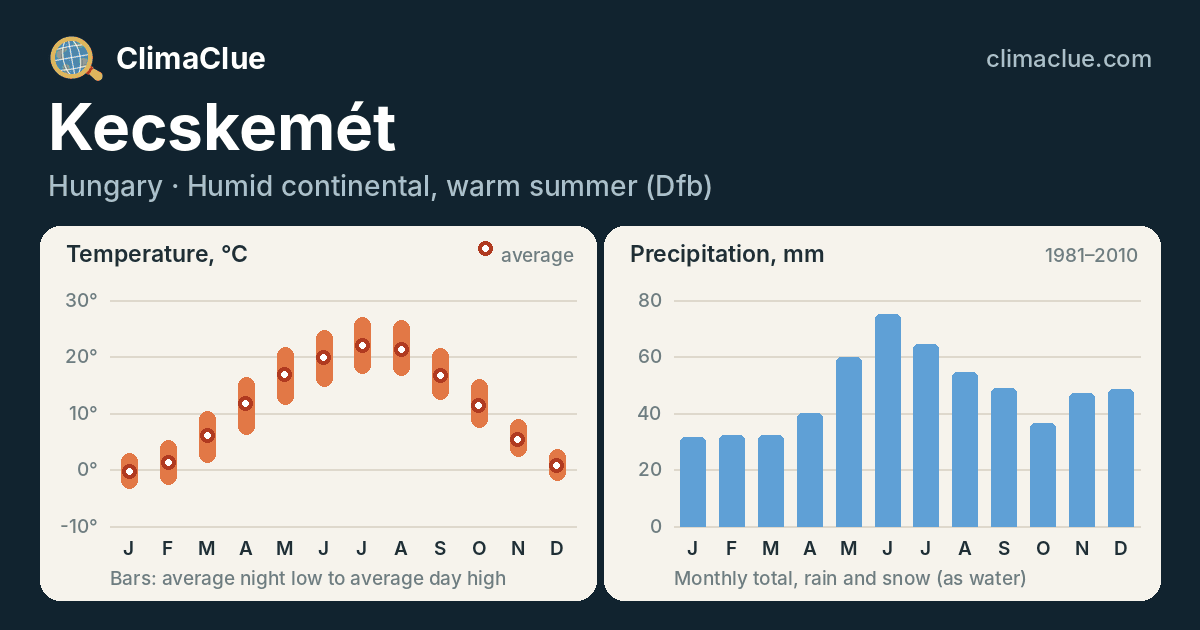 ClimaClue
climaclue.com
Kecskemét
Hungary · Humid continental, warm summer (Dfb)
Temperature, °C
average
30°
20°
10°
0°
-10°
J F M A M J J A S O N D
Bars: average night low to average day high
Precipitation, mm
1981–2010
80
60
40
20
0
J F M A M J J A S O N D
Monthly total, rain and snow (as water)